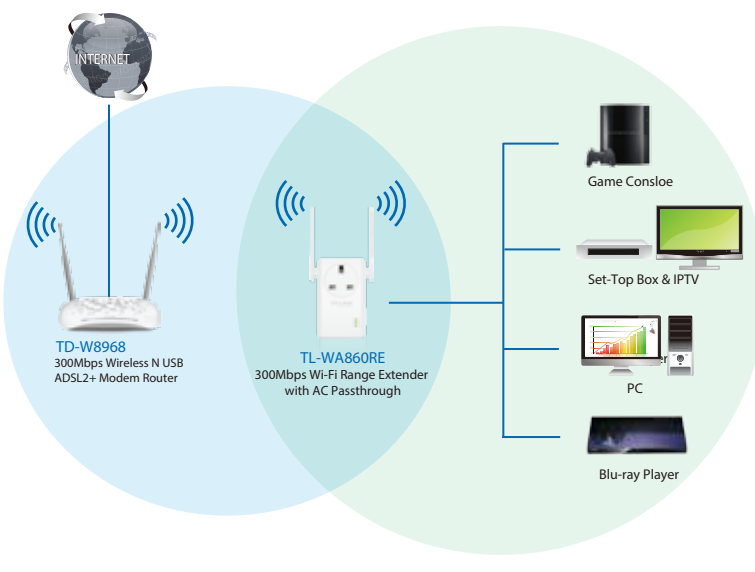 INTERNET
Game Consloe
Set-Top Box & IPTV
TD-W8968
300Mbps Wireless N USB
ADSL2+ Modem Router
TL-WA860RE
300Mbps Wi-Fi Range Extender
with AC Passthrough
PC
Blu-ray Player